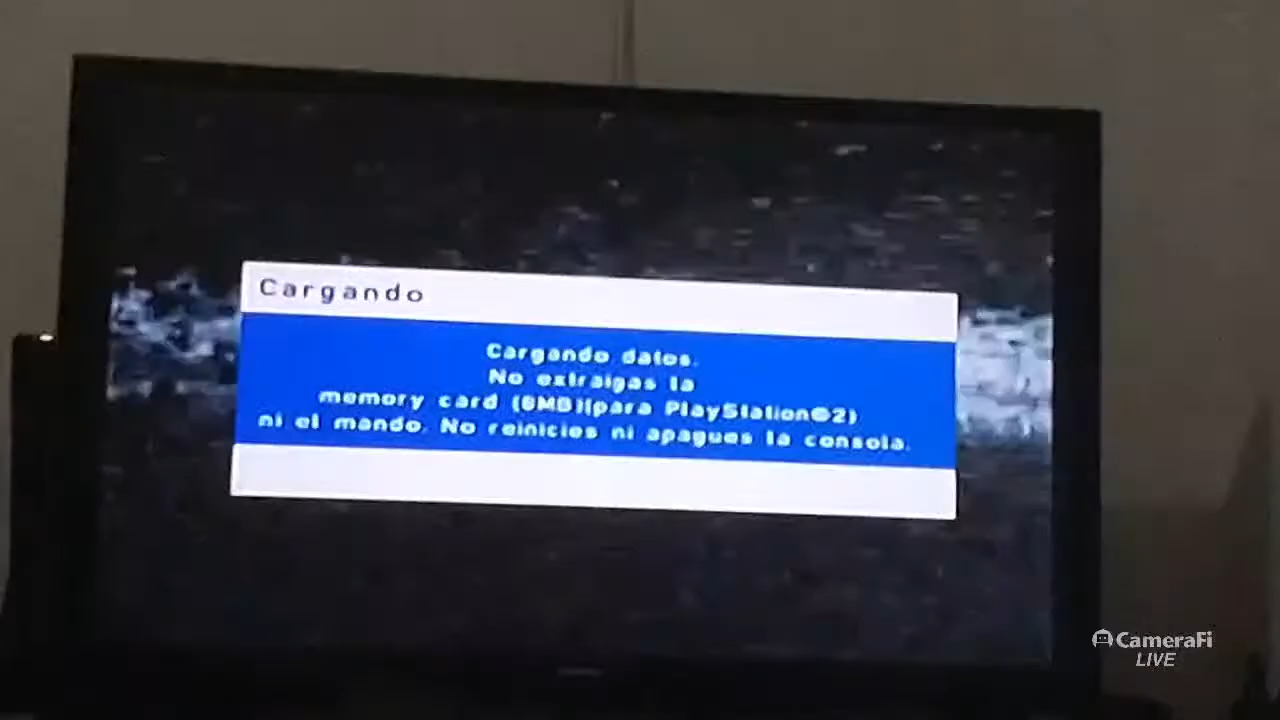 Cargando
Cargando datos.
No extraigas la
memory card (8MB)(para PlayStation®2)
ni el mando. No reinicies ni apagues la consola.
CameraFi
LIVE